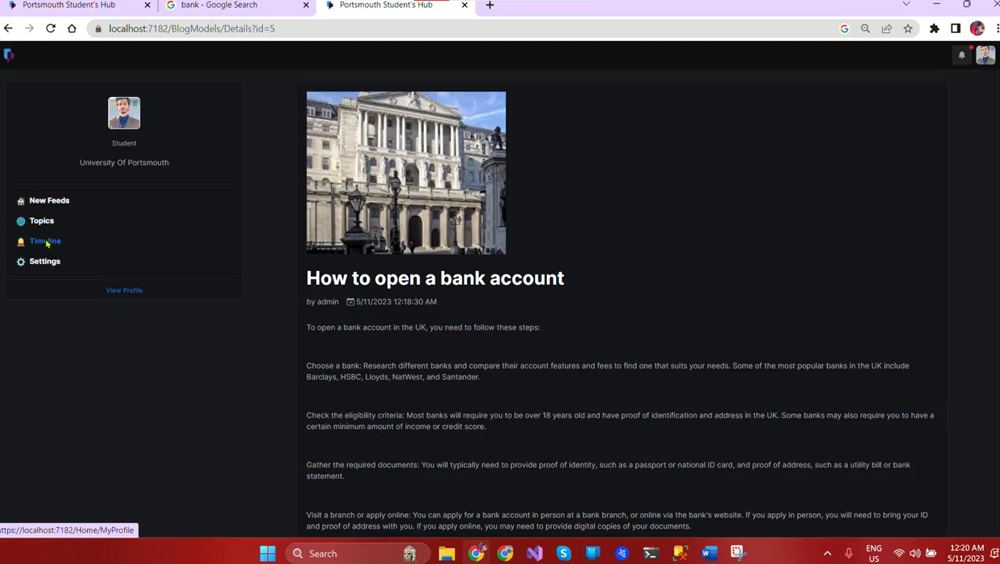 Portsmouth Student's Hub
bank - Google Search
Portsmouth Student's Hub
localhost:7182/BlogModels/Details?id=5
Student
University Of Portsmouth
New Feeds
Topics
Timeline
Settings
View Profile
How to open a bank account
by admin 5/11/2023 12:18:30 AM
To open a bank account in the UK, you need to follow these steps:
Choose a bank: Research different banks and compare their account features and fees to find one that suits your needs. Some of the most popular banks in the UK include
Barclays, HSBC, Lloyds, NatWest, and Santander.
Check the eligibility criteria: Most banks will require you to be over 18 years old and have proof of identification and address in the UK. Some banks may also require you to have a
certain minimum amount of income or credit score.
Gather the required documents: You will typically need to provide proof of identity, such as a passport or national ID card, and proof of address, such as a utility bill or bank
statement.
Visit a branch or apply online: You can apply for a bank account in person at a bank branch, or online via the bank's website. If you apply in person, you will need to bring your ID
and proof of address with you. If you apply online, you may need to provide digital copies of your documents.
ttps://localhost:7182/Home/MyProfile
Search
ENG
US
12:20 AM
5/11/2023